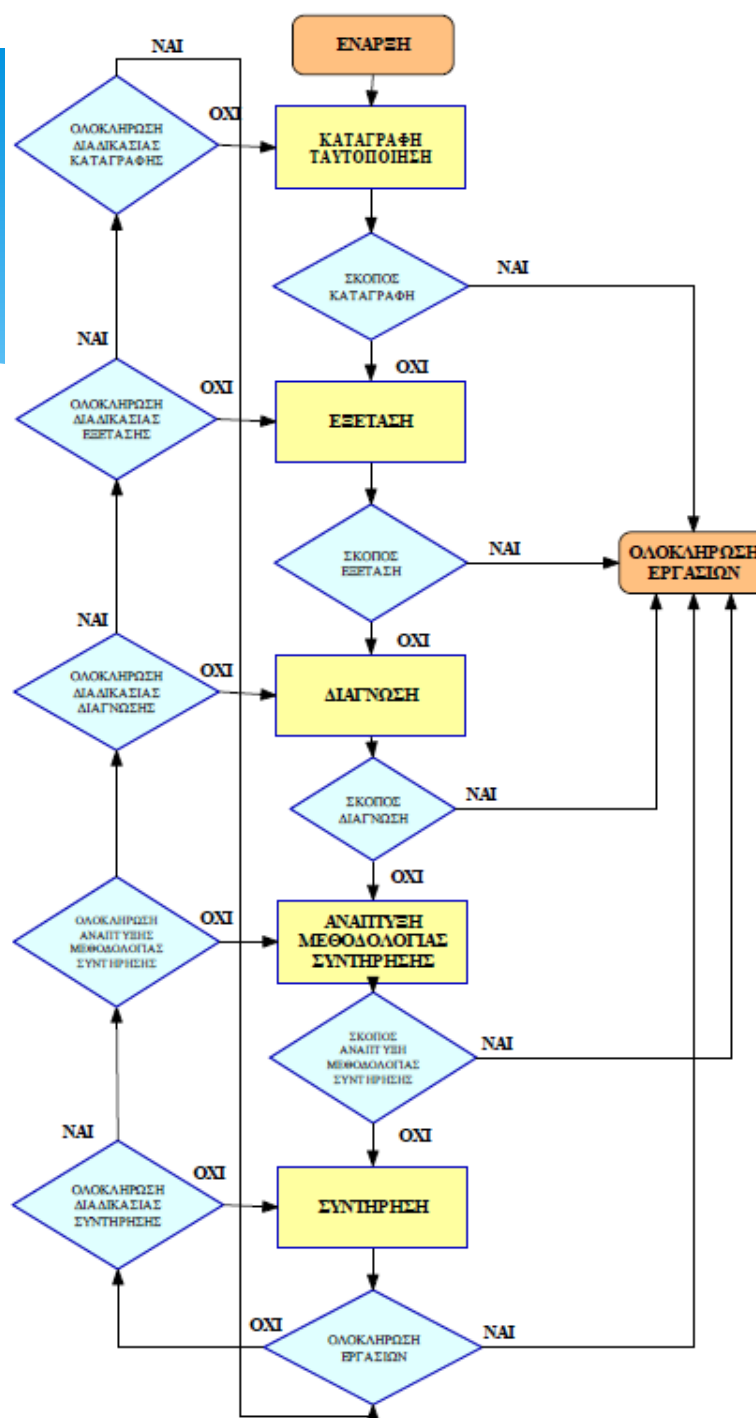 ΝΑΙ
ΕΝΑΡΞΗ
ΟΛΟΚΛΗΡΩΣΗ
ΔΙΑΔΙΚΑΣΙΑΣ
ΚΑΤΑΓΡΑΦΗΣ
ΟΧΙ
ΚΑΤΑΓΡΑΦΗ
ΤΑΥΤΟΠΟΙΗΣΗ
ΣΚΟΠΟΣ
ΚΑΤΑΓΡΑΦΗ
ΝΑΙ
ΝΑΙ
ΟΧΙ
ΟΛΟΚΛΗΡΩΣΗ
ΔΙΑΔΙΚΑΣΙΑΣ
ΕΞΕΤΑΣΗΣ
ΟΧΙ
ΕΞΕΤΑΣΗ
ΣΚΟΠΟΣ
ΕΞΕΤΑΣΗ
ΝΑΙ
ΟΛΟΚΛΗΡΩΣΗ
ΕΡΓΑΣΙΩΝ
ΝΑΙ
ΟΧΙ
ΟΛΟΚΛΗΡΩΣΗ
ΔΙΑΔΙΚΑΣΙΑΣ
ΔΙΑΓΝΩΣΗΣ
ΟΧΙ
ΔΙΑΓΝΩΣΗ
ΣΚΟΠΟΣ
ΔΙΑΓΝΩΣΗ
ΝΑΙ
ΟΧΙ
ΟΛΟΚΛΗΡΩΣΗ
ΑΝΑΠΤΥΞΗΣ
ΜΕΘΟΔΟΛΟΓΙΑΣ
ΣΥΝΤΗΡΗΣΗΣ
ΟΧΙ
ΑΝΑΠΤΥΞΗ
ΜΕΘΟΔΟΛΟΓΙΑΣ
ΣΥΝΤΗΡΗΣΗΣ
ΣΚΟΠΟΣ
ΑΝΑΠΤΥΞΗ
ΜΕΘΟΔΟΛΟΓΙΑΣ
ΣΥΝΤΗΡΗΣΗΣ
ΝΑΙ
ΝΑΙ
ΟΧΙ
ΟΛΟΚΛΗΡΩΣΗ
ΔΙΑΔΙΚΑΣΙΑΣ
ΣΥΝΤΗΡΗΣΗΣ
ΟΧΙ
ΣΥΝΤΗΡΗΣΗ
ΟΧΙ
ΟΛΟΚΛΗΡΩΣΗ
ΕΡΓΑΣΙΩΝ
ΝΑΙ